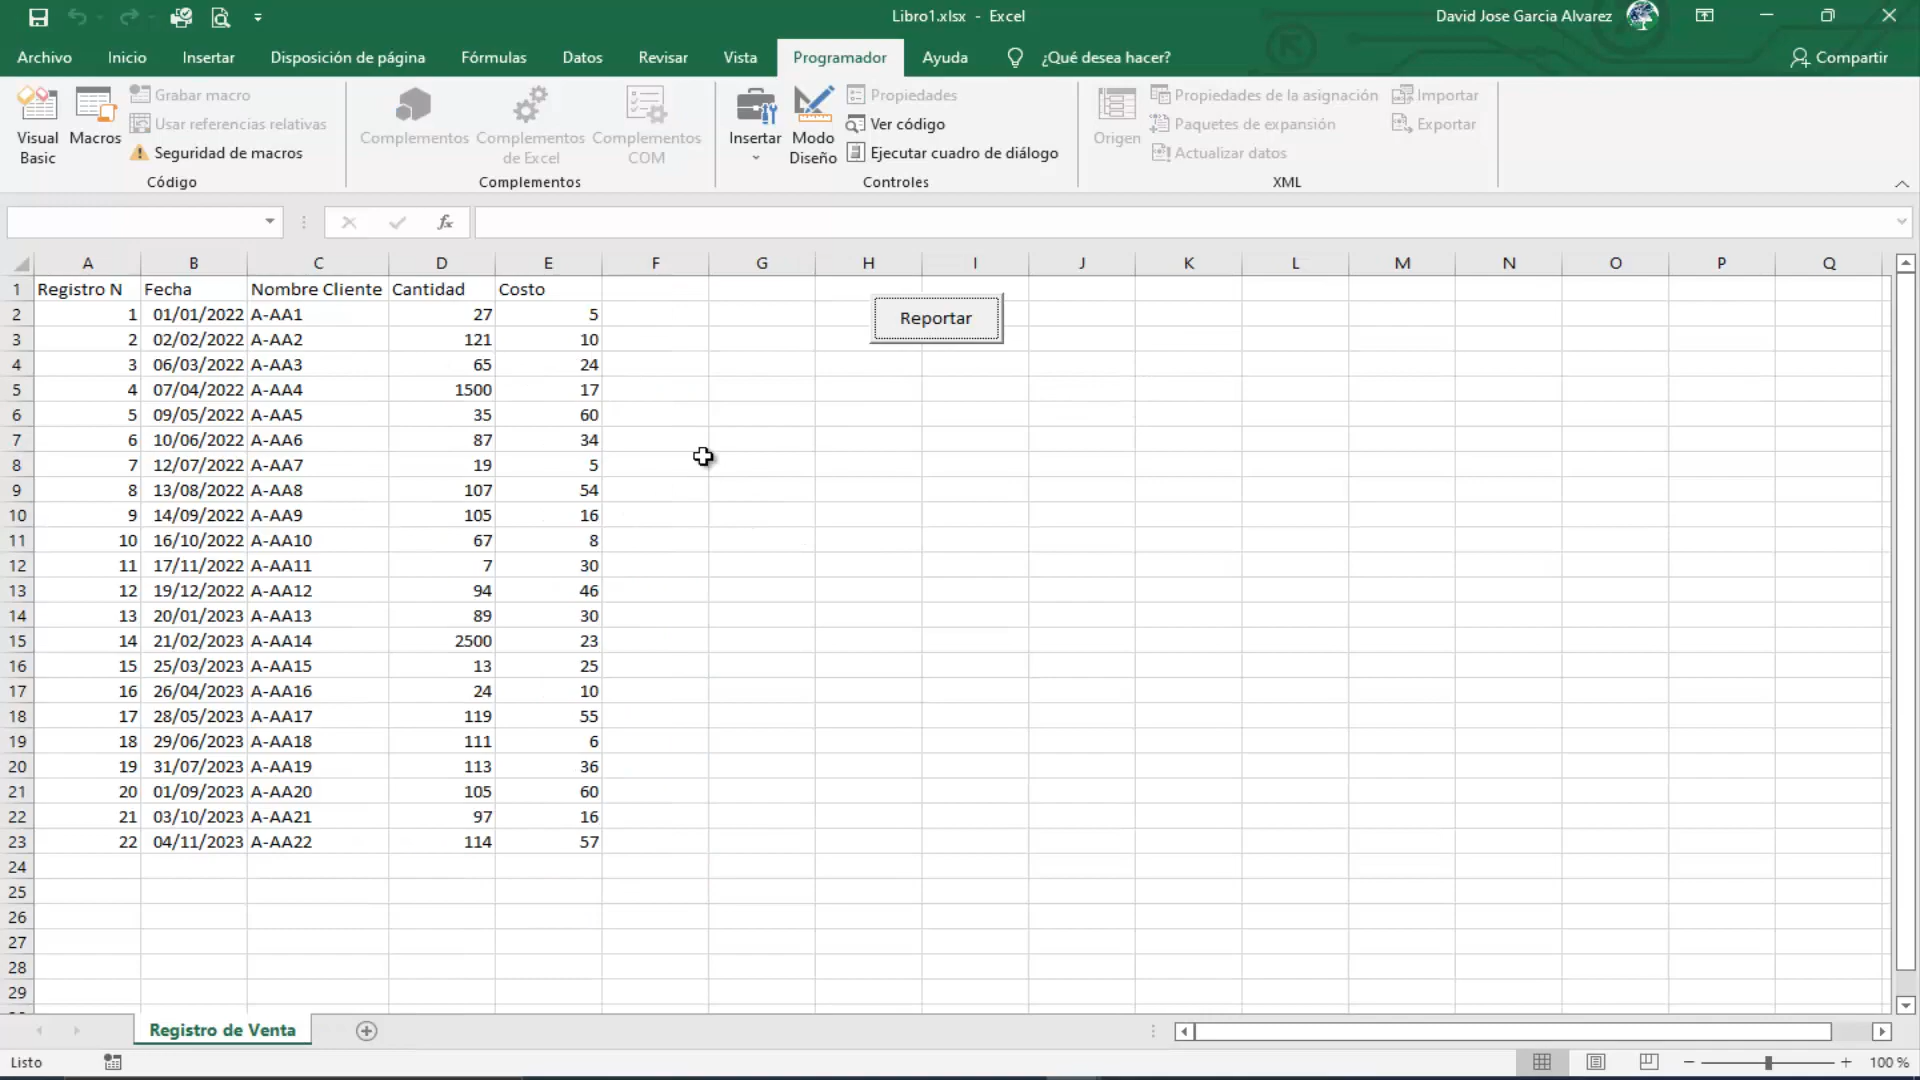 Libro1.xlsx - Excel
David Jose Garcia Alvarez
Archivo Inicio Insertar Disposición de página Fórmulas Datos Revisar Vista Programador Ayuda ¿Qué desea hacer? Compartir
Visual Basic
Macros
Grabar macro
Usar referencias relativas
Seguridad de macros
Código
Complementos
Complementos de Excel
Complementos COM
Complementos
Insertar
Modo Diseño
Propiedades
Ver código
Ejecutar cuadro de diálogo
Controles
Origen
Propiedades de la asignación
Paquetes de expansión
Actualizar datos
Importar
Exportar
XML
fx
A B C D E F G H I J K L M N O P Q
1 Registro N Fecha Nombre Cliente Cantidad Costo
Reportar
2 1 01/01/2022 A-AA1 27 5
3 2 02/02/2022 A-AA2 121 10
4 3 06/03/2022 A-AA3 65 24
5 4 07/04/2022 A-AA4 1500 17
6 5 09/05/2022 A-AA5 35 60
7 6 10/06/2022 A-AA6 87 34
8 7 12/07/2022 A-AA7 19 5
9 8 13/08/2022 A-AA8 107 54
10 9 14/09/2022 A-AA9 105 16
11 10 16/10/2022 A-AA10 67 8
12 11 17/11/2022 A-AA11 7 30
13 12 19/12/2022 A-AA12 94 46
14 13 20/01/2023 A-AA13 89 30
15 14 21/02/2023 A-AA14 2500 23
16 15 25/03/2023 A-AA15 13 25
17 16 26/04/2023 A-AA16 24 10
18 17 28/05/2023 A-AA17 119 55
19 18 29/06/2023 A-AA18 111 6
20 19 31/07/2023 A-AA19 113 36
21 20 01/09/2023 A-AA20 105 60
22 21 03/10/2023 A-AA21 97 16
23 22 04/11/2023 A-AA22 114 57
24
25
26
27
28
29
Registro de Venta
Listo
100 %